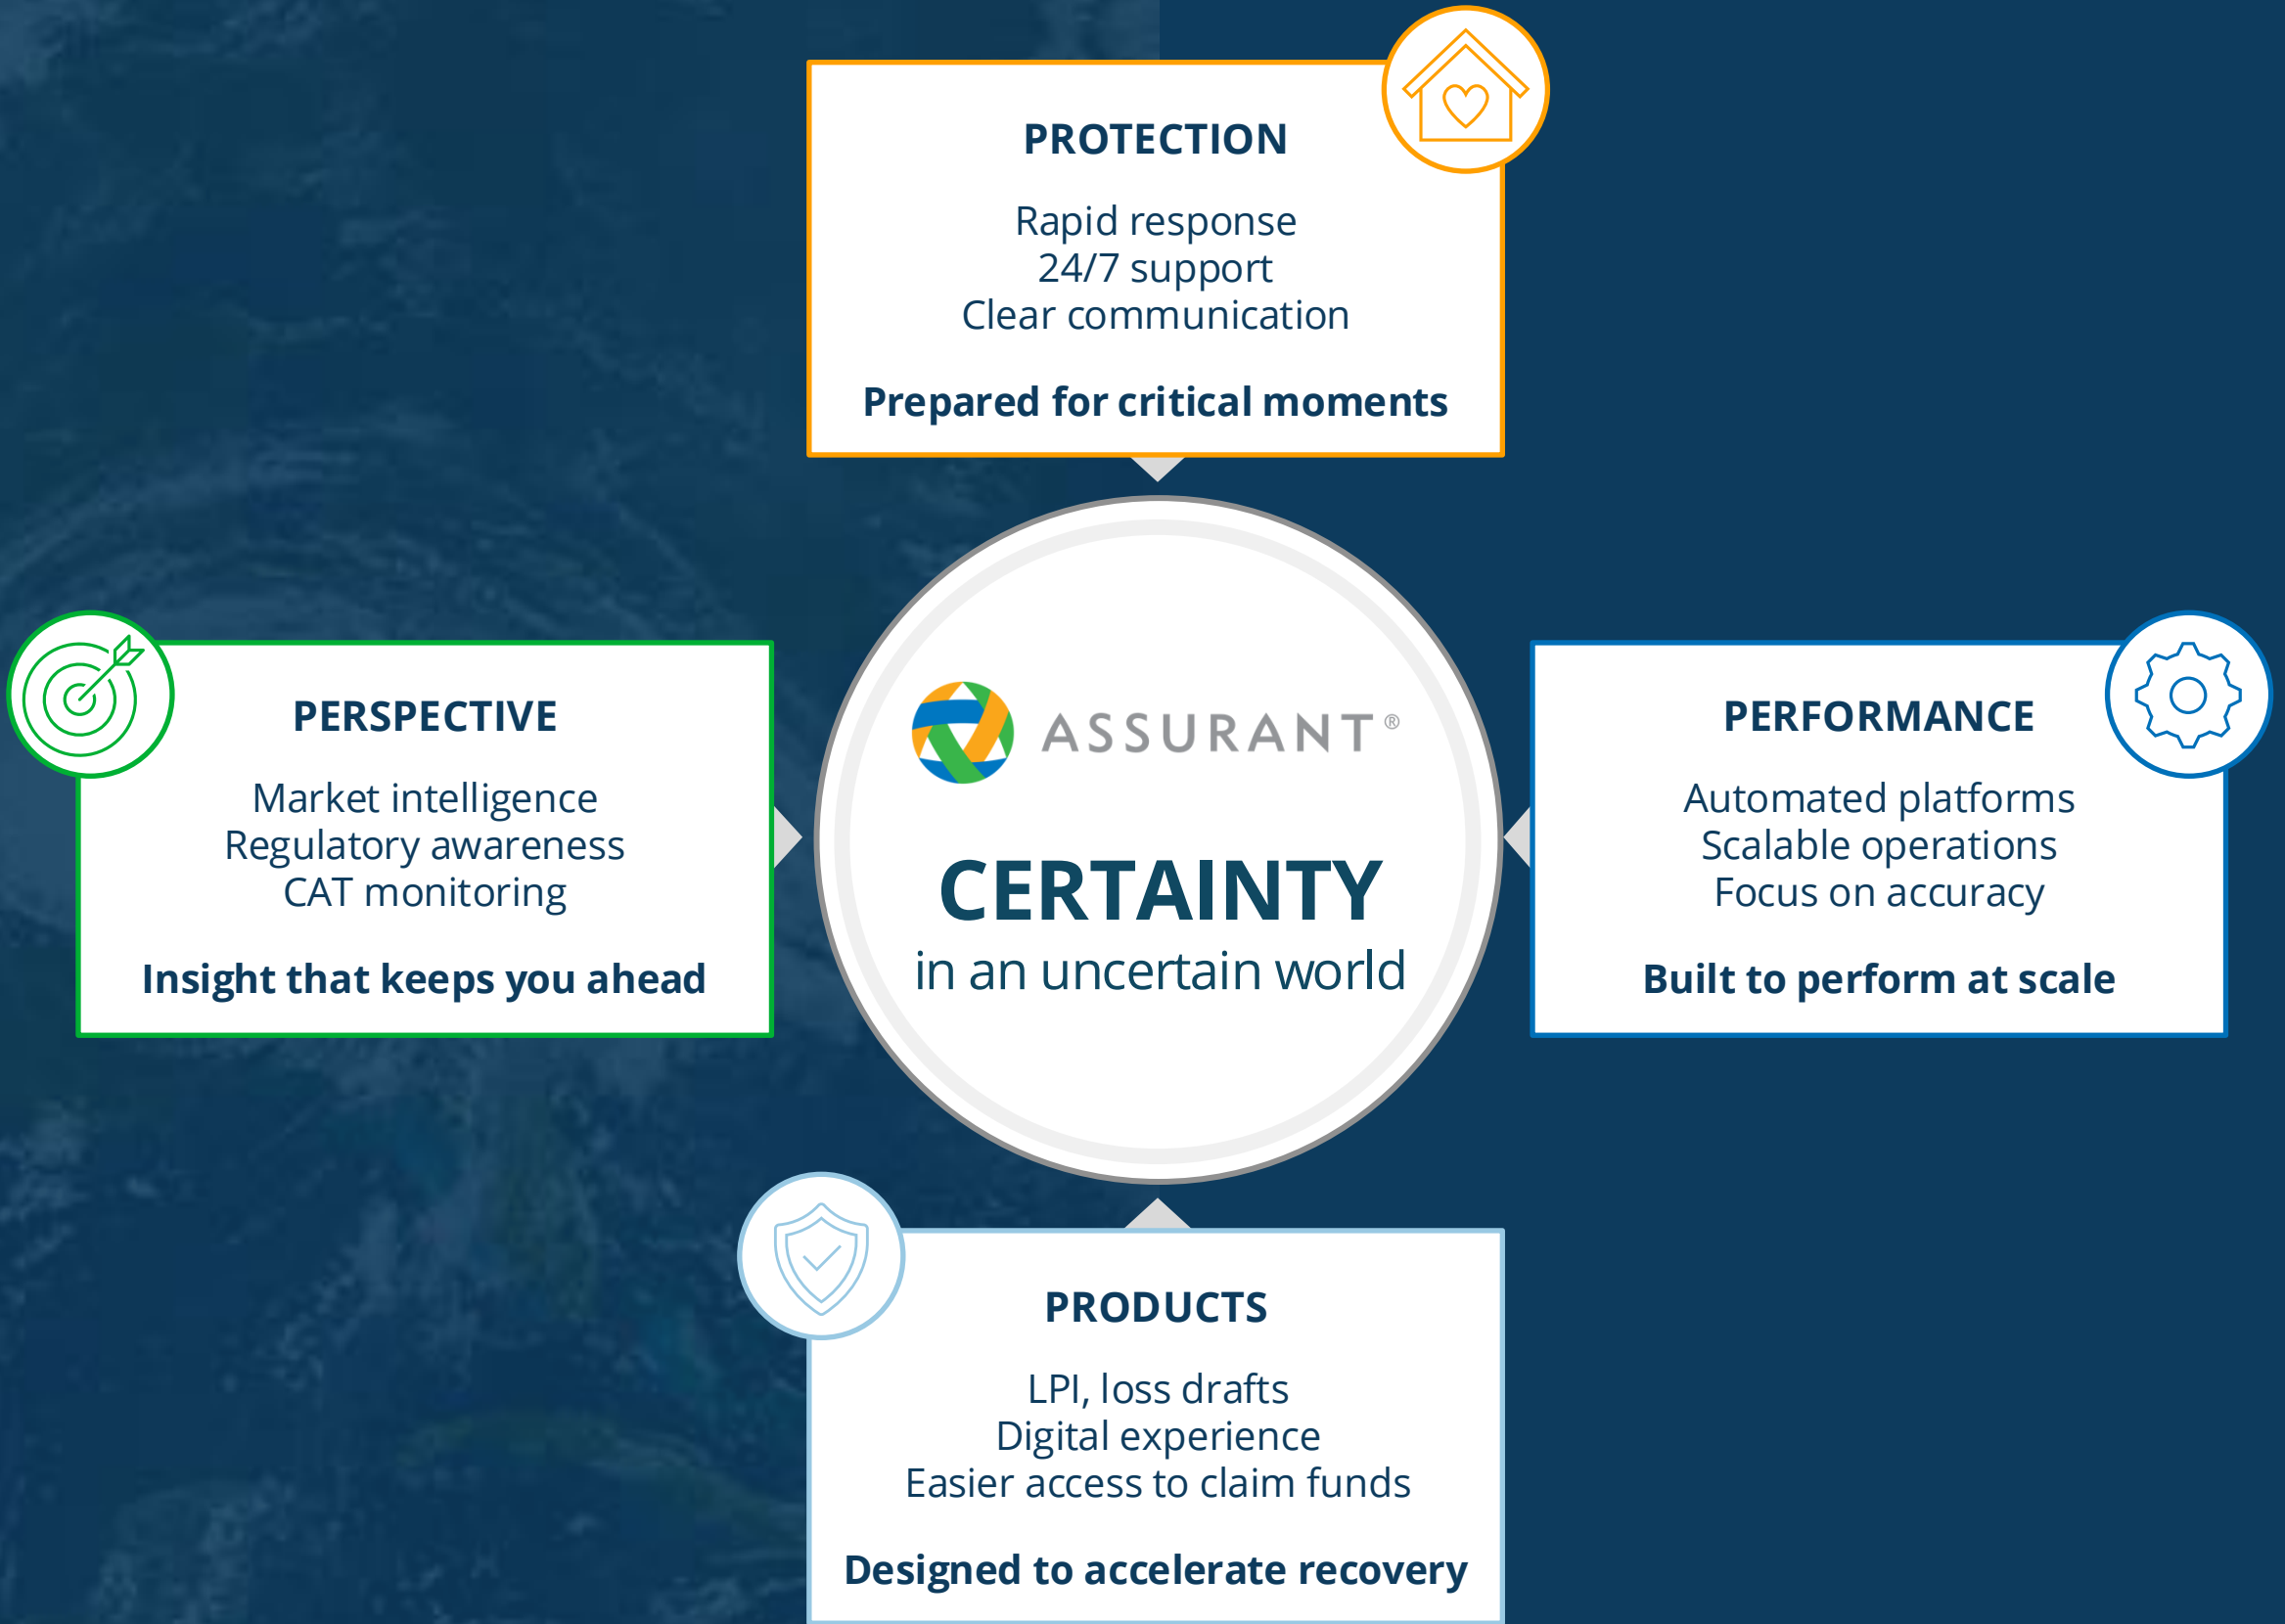 PROTECTION
Rapid response
24/7 support
Clear communication
Prepared for critical moments
PERSPECTIVE
Market intelligence
Regulatory awareness
CAT monitoring
Insight that keeps you ahead
ASSURANT®
CERTAINTY
in an uncertain world
PERFORMANCE
Automated platforms
Scalable operations
Focus on accuracy
Built to perform at scale
PRODUCTS
LPI, loss drafts
Digital experience
Easier access to claim funds
Designed to accelerate recovery